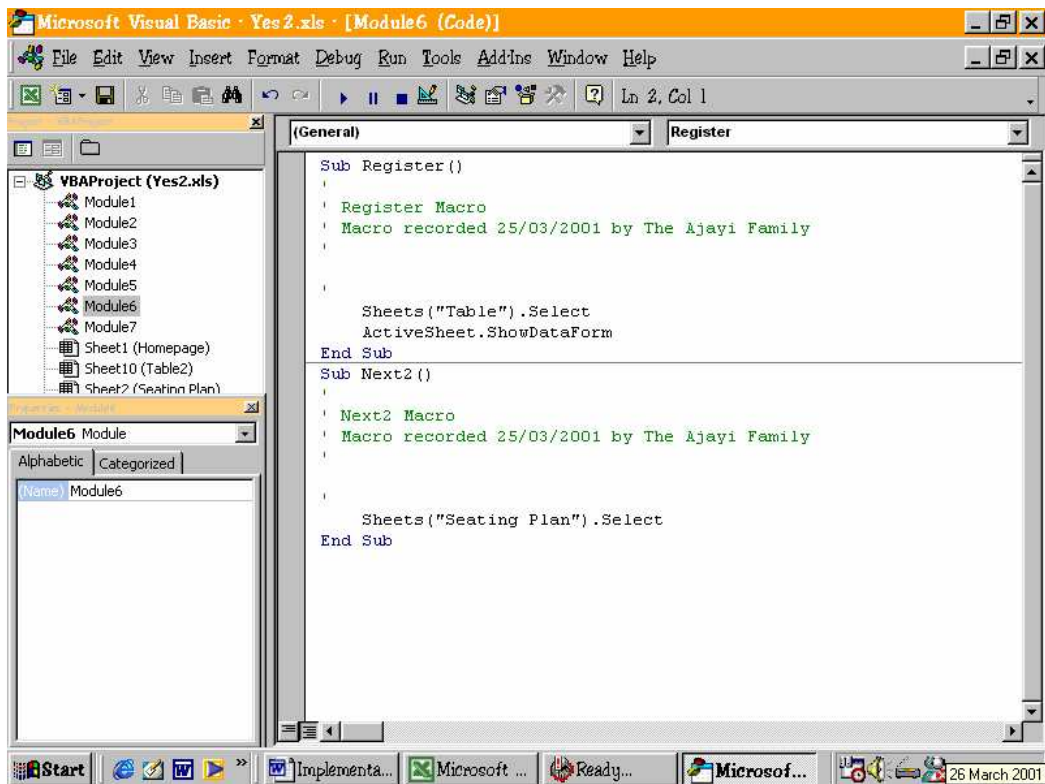 Microsoft Visual Basic - Yes2.xls - [Module6 (Code)]
File Edit View Insert Format Debug Run Tools Add-Ins Window Help
Ln 2, Col 1
(General) Register
VBAProject (Yes2.xls)
Module1
Module2
Module3
Module4
Module5
Module6
Module7
Sheet1 (Homepage)
Sheet10 (Table2)
Sheet2 (Seating Plan)
Properties - Module6
Module6 Module
Alphabetic Categorized
(Name) Module6
Sub Register()
'
' Register Macro
' Macro recorded 25/03/2001 by The Ajayi Family
'
'
Sheets("Table").Select
ActiveSheet.ShowDataForm
End Sub
Sub Next2()
'
' Next2 Macro
' Macro recorded 25/03/2001 by The Ajayi Family
'
'
Sheets("Seating Plan").Select
End Sub
Start » Implementa... Microsoft ... Ready... Microsof... 26 March 2001